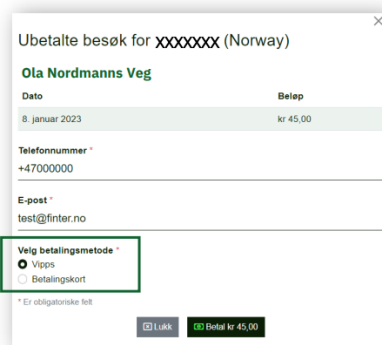 Ubetalte besøk for XXXXXXX (Norway)
Ola Nordmanns Veg
Dato Beløp
8. januar 2023 kr 45,00
Telefonnummer *
+47000000
E-post *
test@finter.no
Velg betalingsmetode *
Vipps
Betalingskort
* Er obligatoriske felt
Lukk Betal kr 45,00